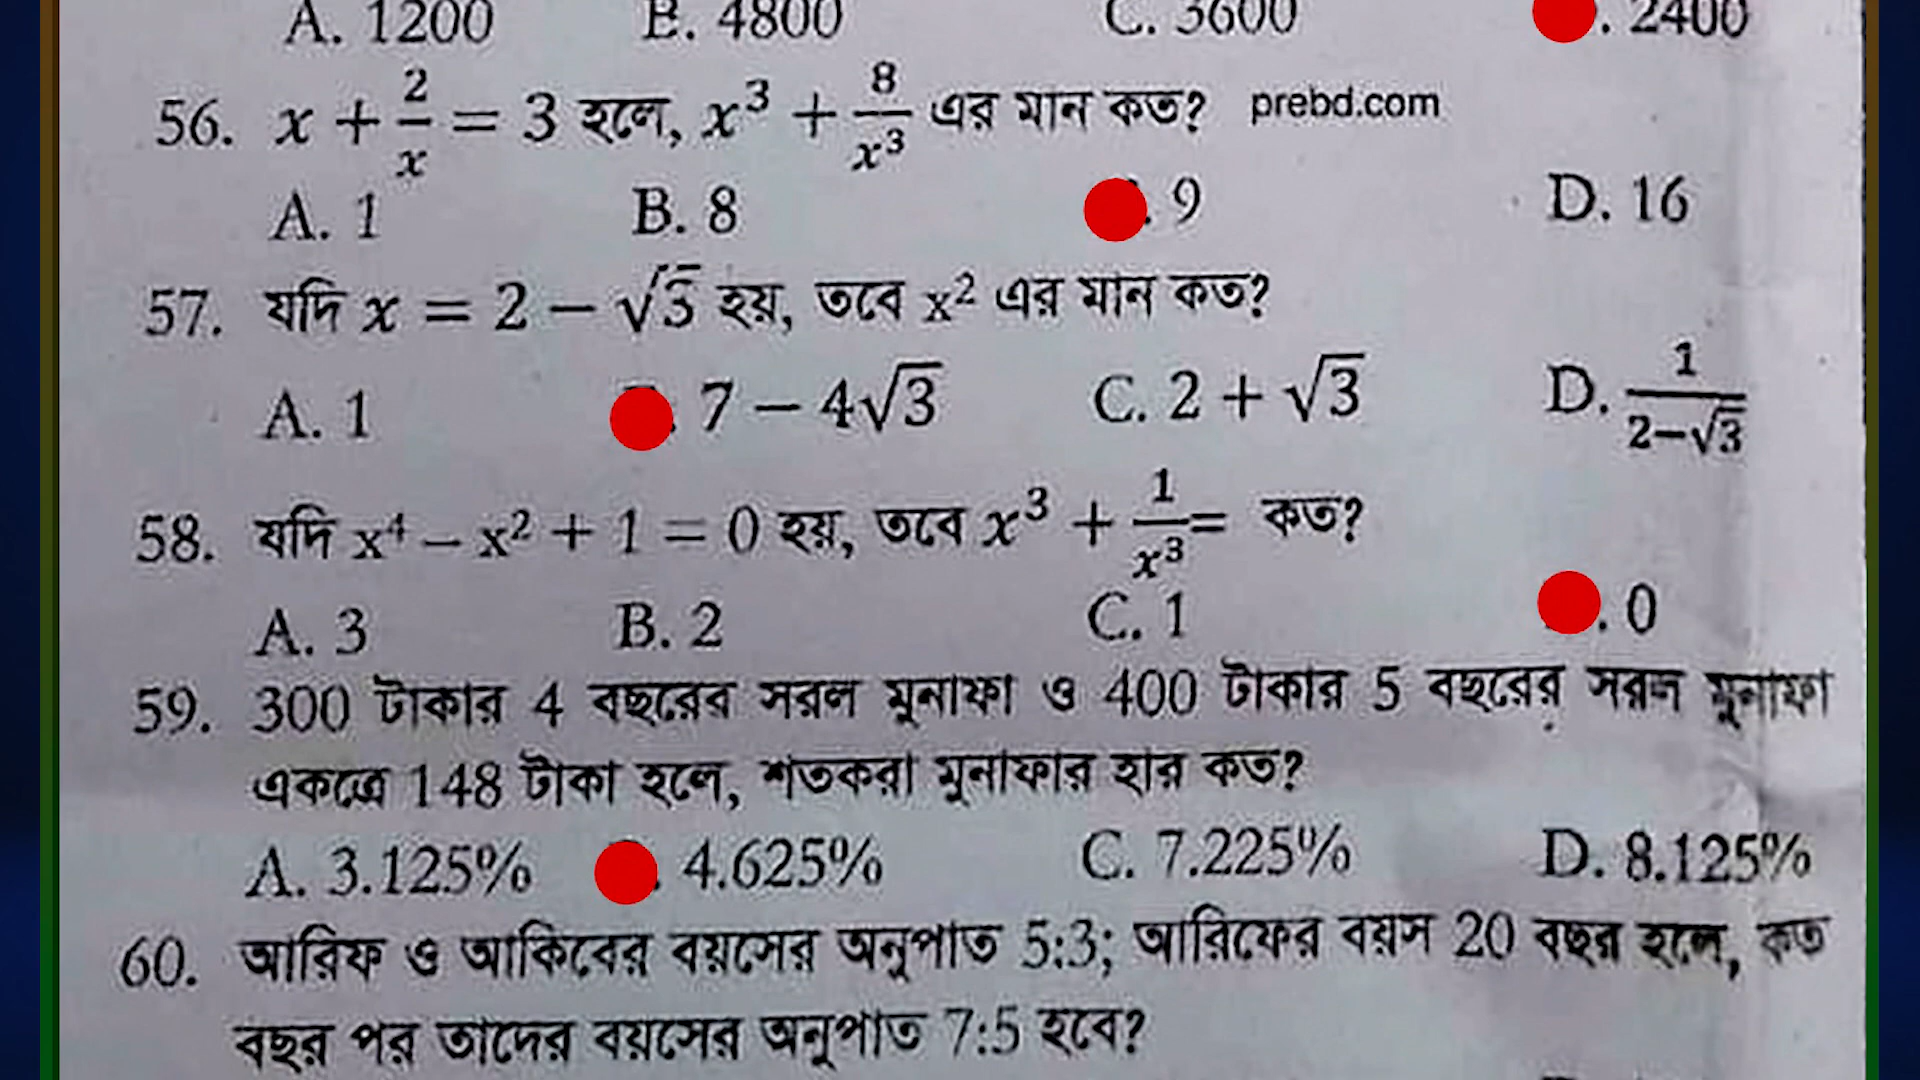 A. 1200 B. 4800 C. 3600 . 2400
56. x + 2/x = 3 হলে, x³ + 8/x³ এর মান কত? prebd.com
A. 1 B. 8 . 9 D. 16
57. যদি x = 2 − √3 হয়, তবে x² এর মান কত?
A. 1 . 7 − 4√3 C. 2 + √3 D. 1/(2−√3)
58. যদি x⁴ − x² + 1 = 0 হয়, তবে x³ + 1/x³ = কত?
A. 3 B. 2 C. 1 . 0
59. 300 টাকার 4 বছরের সরল মুনাফা ও 400 টাকার 5 বছরের সরল মুনাফা
একত্রে 148 টাকা হলে, শতকরা মুনাফার হার কত?
A. 3.125% . 4.625% C. 7.225% D. 8.125%
60. আরিফ ও আকিবের বয়সের অনুপাত 5:3; আরিফের বয়স 20 বছর হলে, কত
বছর পর তাদের বয়সের অনুপাত 7:5 হবে?